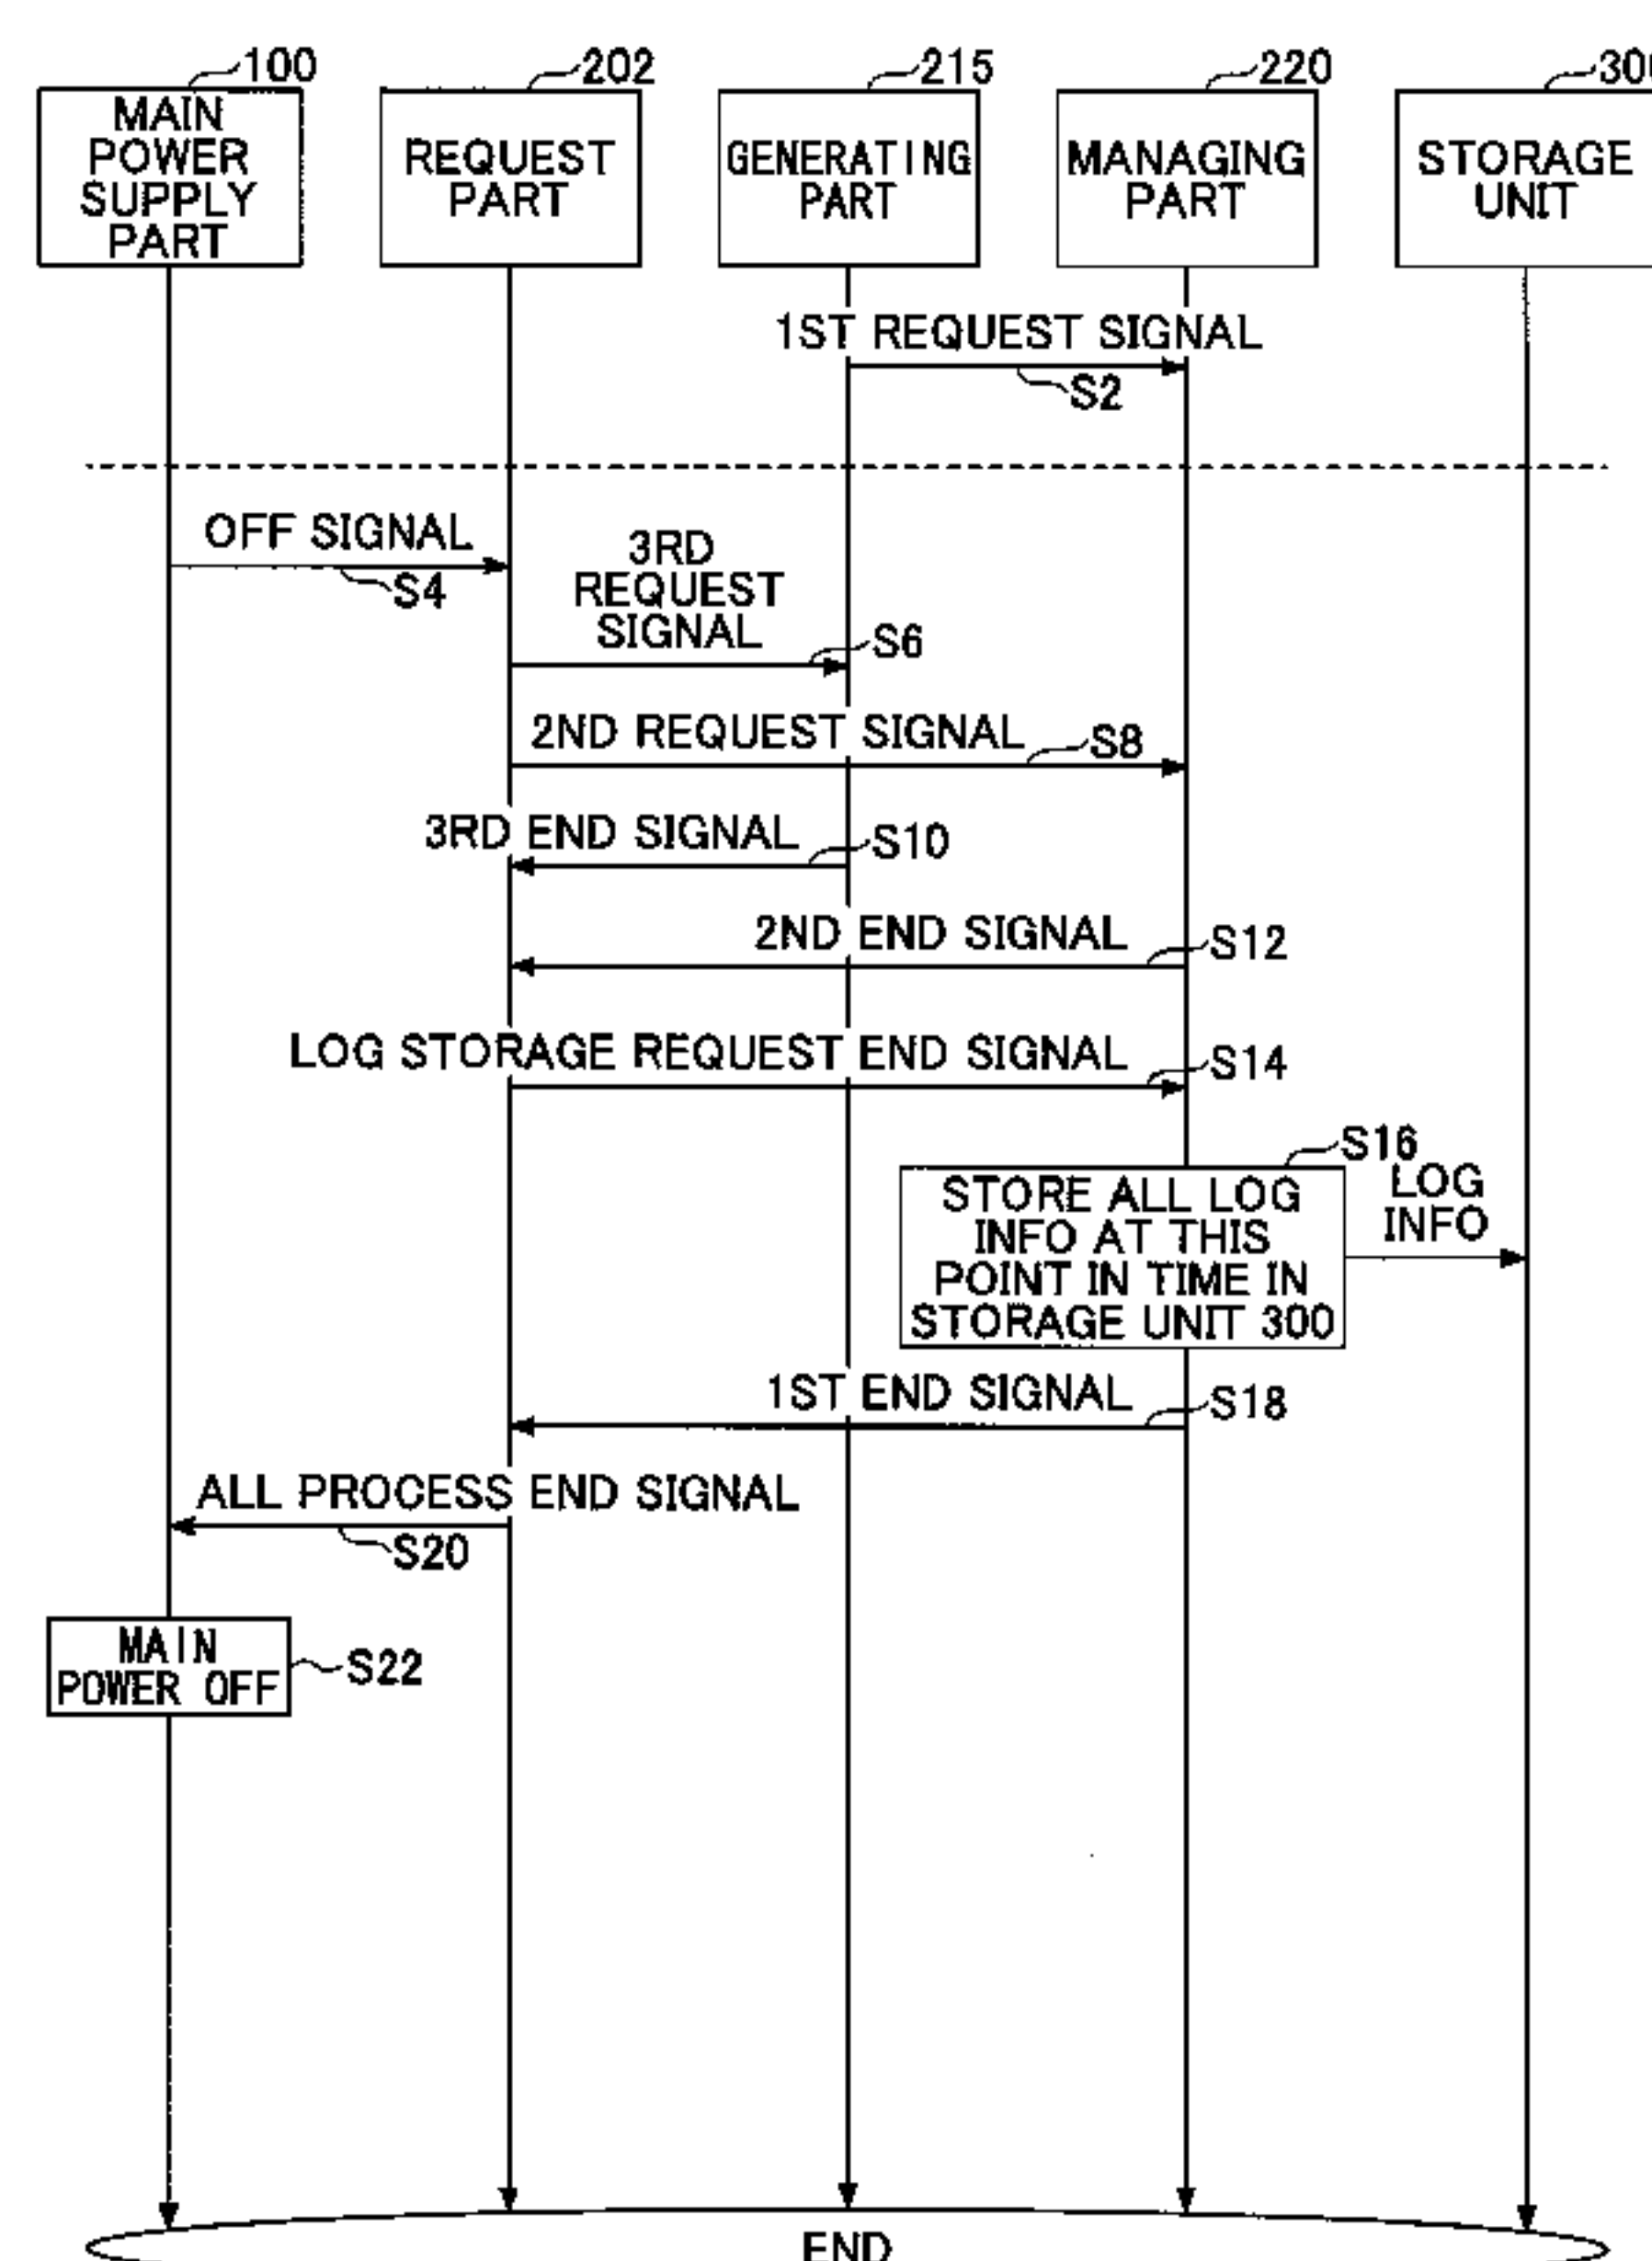 100
202
215
220
MAIN
POWER
SUPPLY
PART
REQUEST
PART
GENERATING
PART
MANAGING
PART
STORAGE
UNIT
1ST REQUEST SIGNAL
S2
OFF SIGNAL
S4
3RD
REQUEST
SIGNAL
S6
2ND REQUEST SIGNAL
S8
3RD END SIGNAL
S10
2ND END SIGNAL
S12
LOG STORAGE REQUEST END SIGNAL
S14
S16
STORE ALL LOG
INFO AT THIS
POINT IN TIME IN
STORAGE UNIT 300
LOG
INFO
1ST END SIGNAL
S18
ALL PROCESS END SIGNAL
S20
MAIN
POWER OFF
S22
END